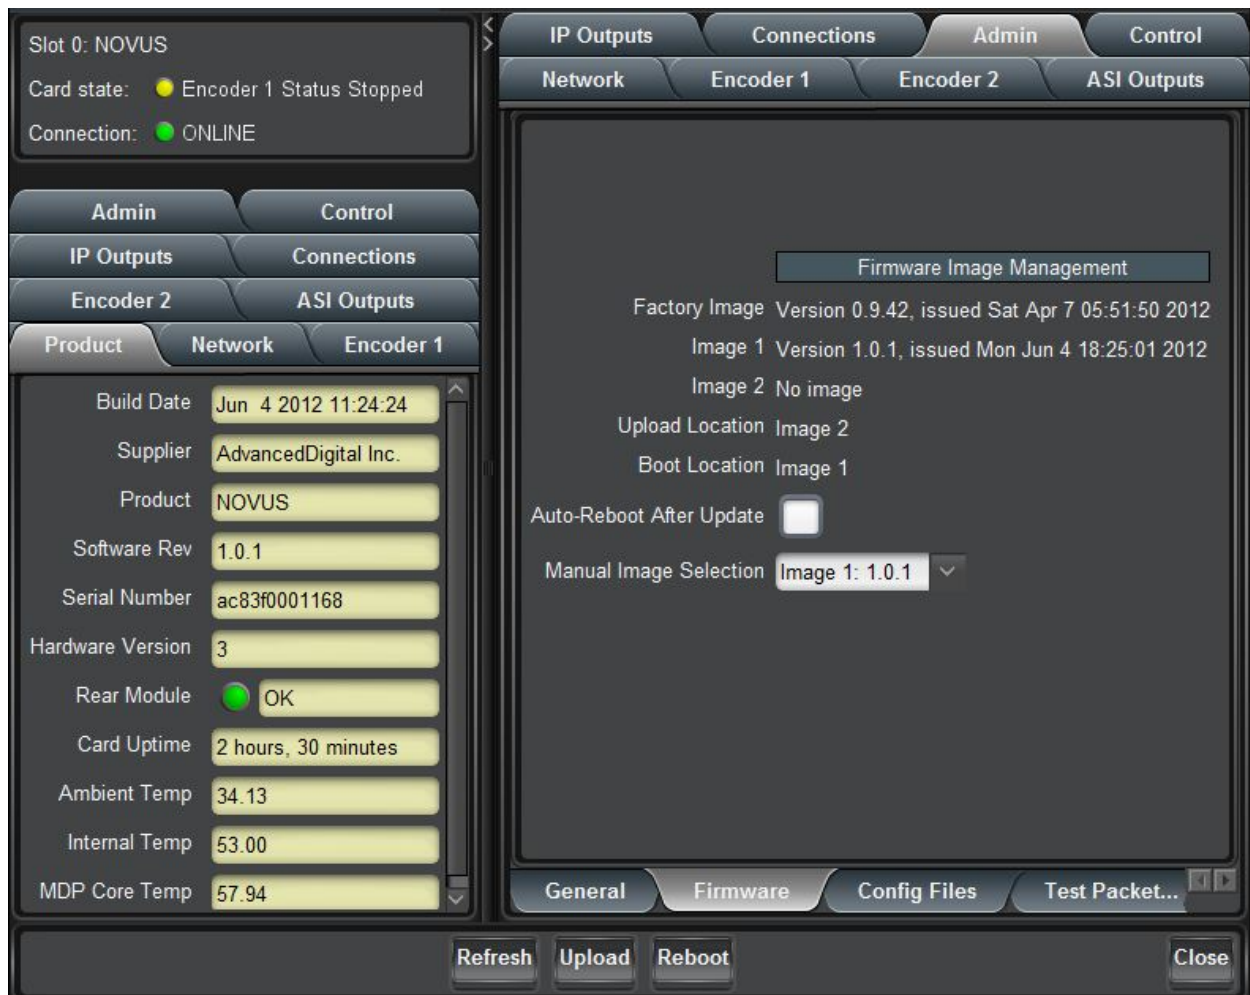 Slot 0: NOVUS
Card state: Encoder 1 Status Stopped
Connection: ONLINE
Admin Control
IP Outputs Connections
Encoder 2 ASI Outputs
Product Network Encoder 1
Build Date Jun 4 2012 11:24:24
Supplier AdvancedDigital Inc.
Product NOVUS
Software Rev 1.0.1
Serial Number ac83f0001168
Hardware Version 3
Rear Module OK
Card Uptime 2 hours, 30 minutes
Ambient Temp 34.13
Internal Temp 53.00
MDP Core Temp 57.94
IP Outputs Connections Admin Control
Network Encoder 1 Encoder 2 ASI Outputs
Firmware Image Management
Factory Image Version 0.9.42, issued Sat Apr 7 05:51:50 2012
Image 1 Version 1.0.1, issued Mon Jun 4 18:25:01 2012
Image 2 No image
Upload Location Image 2
Boot Location Image 1
Auto-Reboot After Update
Manual Image Selection Image 1: 1.0.1
General Firmware Config Files Test Packet...
Refresh Upload Reboot Close